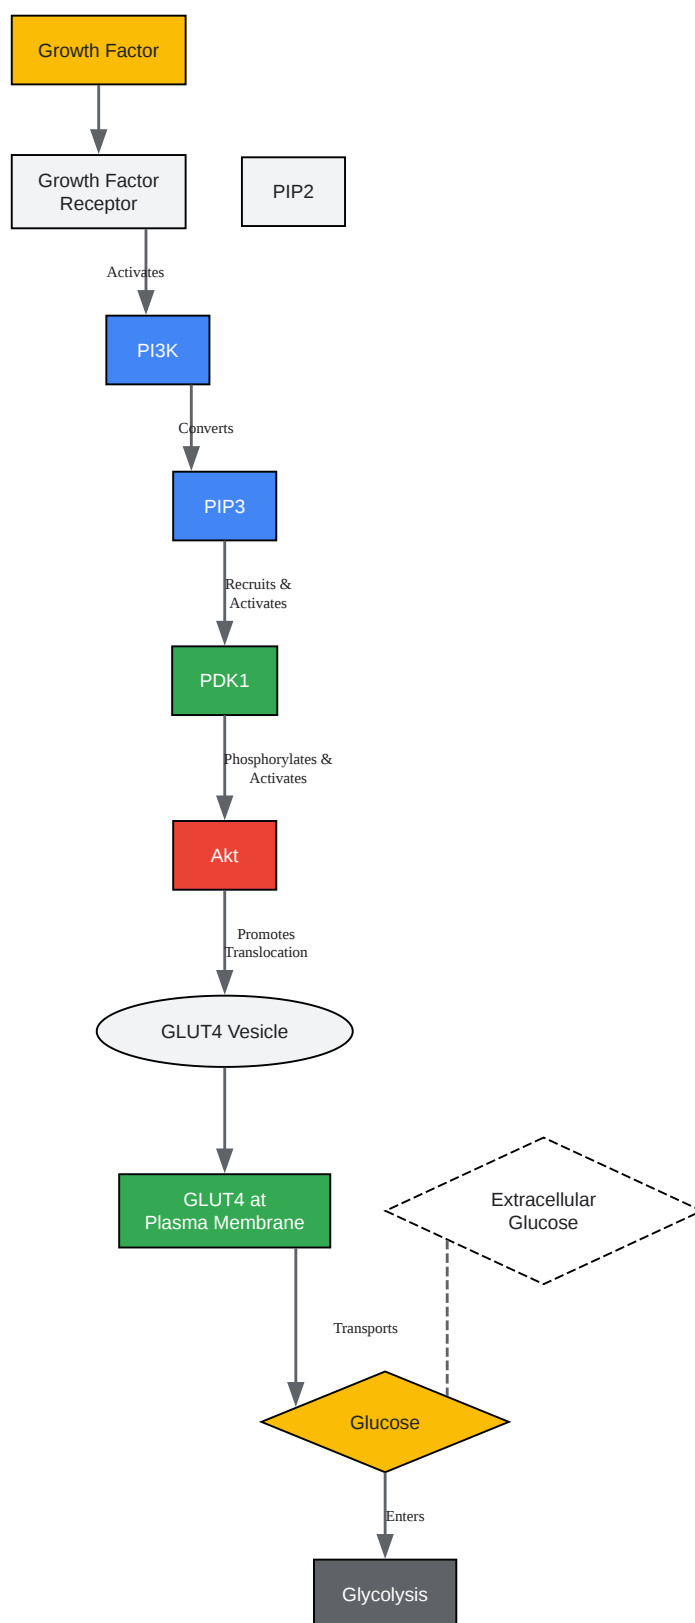 Growth Factor
Growth Factor
Receptor
PIP2
Activates
PI3K
Converts
PIP3
Recruits &
Activates
PDK1
Phosphorylates &
Activates
Akt
Promotes
Translocation
GLUT4 Vesicle
GLUT4 at
Plasma Membrane
Extracellular
Glucose
Transports
Glucose
Enters
Glycolysis